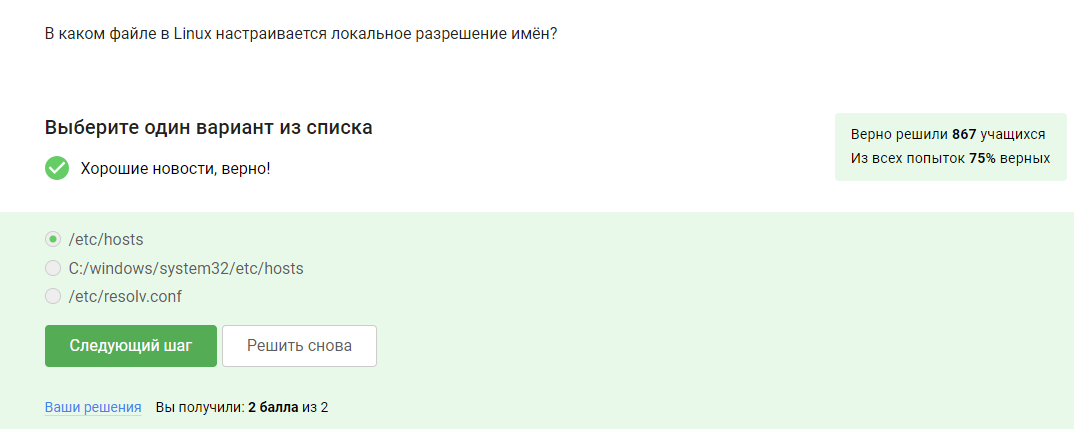 В каком файле в Linux настраивается локальное разрешение имён?
Выберите один вариант из списка
Верно решили 867 учащихся
Из всех попыток 75% верных
Хорошие новости, верно!
/etc/hosts
C:/windows/system32/etc/hosts
/etc/resolv.conf
Следующий шаг
Решить снова
Ваши решения Вы получили: 2 балла из 2